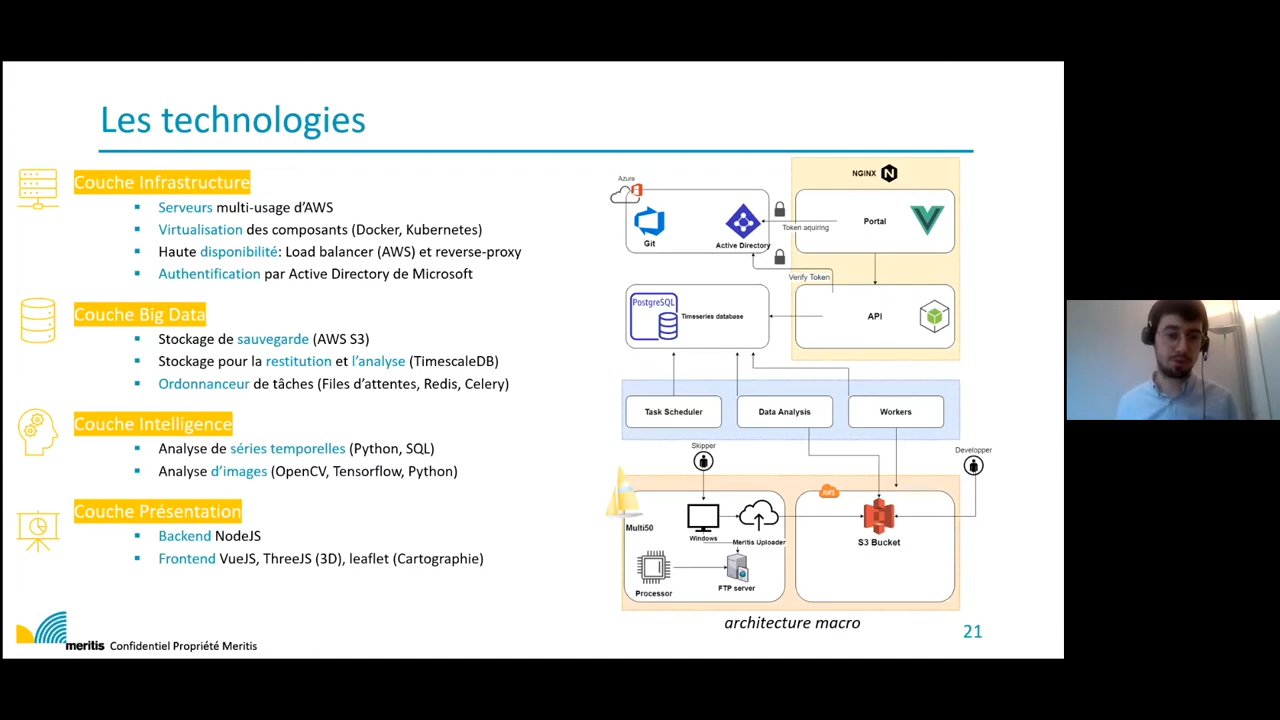 Les technologies
Couche Infrastructure
Serveurs multi-usage d'AWS
Virtualisation des composants (Docker, Kubernetes)
Haute disponibilité: Load balancer (AWS) et reverse-proxy
Authentification par Active Directory de Microsoft
Couche Big Data
Stockage de sauvegarde (AWS S3)
Stockage pour la restitution et l'analyse (TimescaleDB)
Ordonnanceur de tâches (Files d'attentes, Redis, Celery)
Couche Intelligence
Analyse de séries temporelles (Python, SQL)
Analyse d'images (OpenCV, Tensorflow, Python)
Couche Présentation
Backend NodeJS
Frontend VueJS, ThreeJS (3D), leaflet (Cartographie)
Azure
Git
Active Directory
NGINX
N
Portal
Token aquiring
Verify Token
PostgreSQL
Timeseries database
API
Task Scheduler
Data Analysis
Workers
Skipper
Developper
Multi50
Windows
Meritis Uploader
Processor
FTP server
AWS
S3 Bucket
architecture macro
meritis Confidentiel Propriété Meritis
21